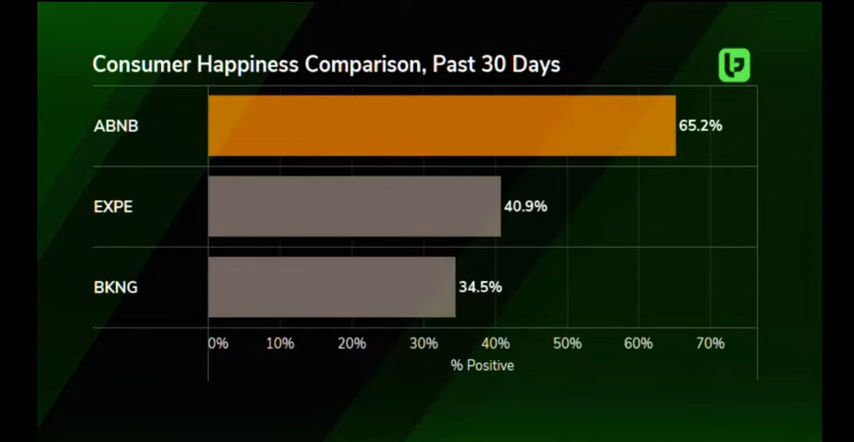 Consumer Happiness Comparison, Past 30 Days
ABNB 65.2%
EXPE 40.9%
BKNG 34.5%
0% 10% 20% 30% 40% 50% 60% 70%
% Positive